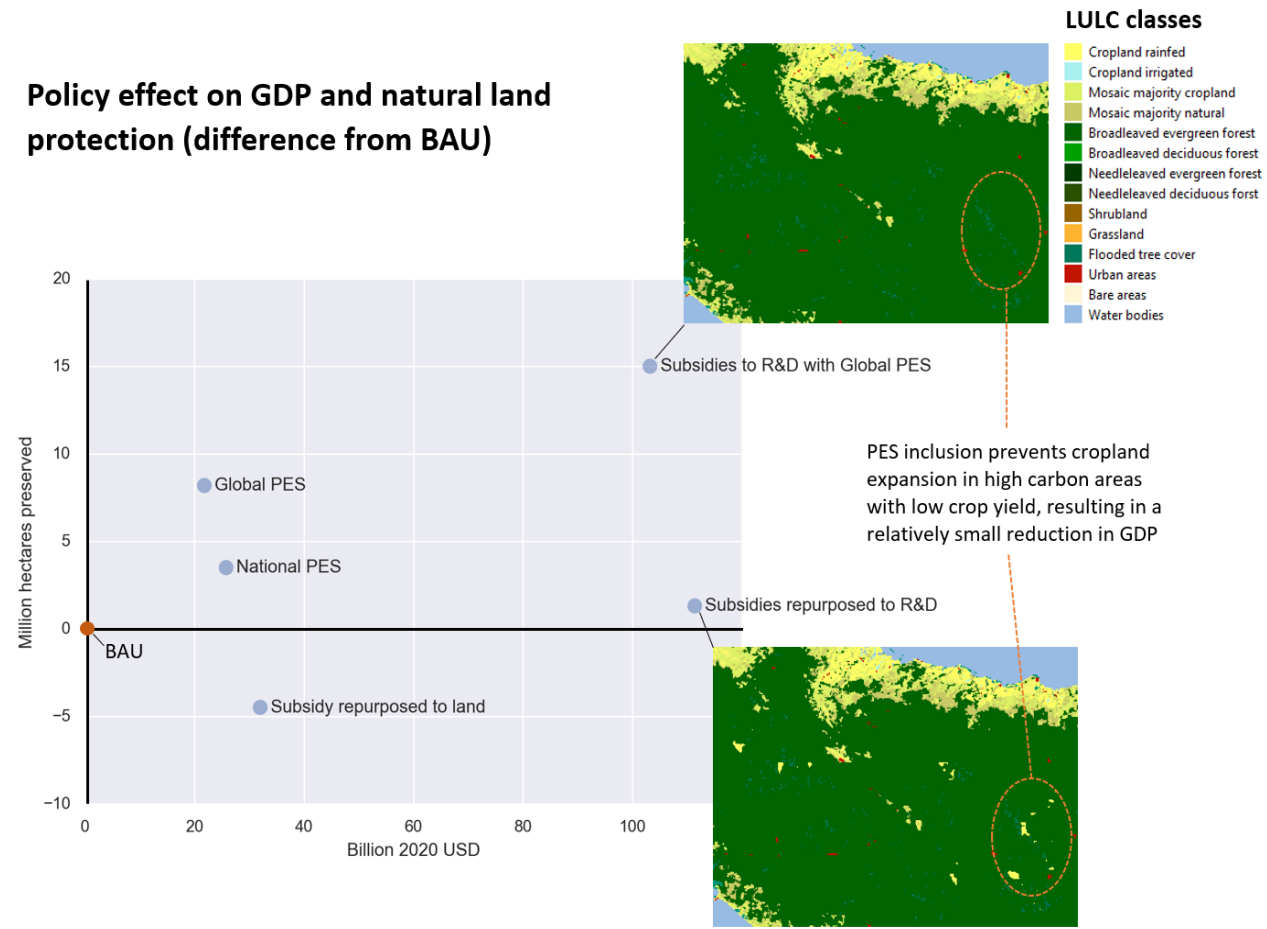 LULC classes
Cropland rainfed
Cropland irrigated
Mosaic majority cropland
Mosaic majority natural
Broadleaved evergreen forest
Broadleaved deciduous forest
Needleleaved evergreen forest
Needleleaved deciduous forst
Shrubland
Grassland
Flooded tree cover
Urban areas
Bare areas
Water bodies
Policy effect on GDP and natural land
protection (difference from BAU)
20
15
10
5
0
−5
−10
Million hectares preserved
Subsidies to R&D with Global PES
Global PES
National PES
Subsidies repurposed to R&D
BAU
Subsidy repurposed to land
0
20
40
60
80
100
Billion 2020 USD
PES inclusion prevents cropland
expansion in high carbon areas
with low crop yield, resulting in a
relatively small reduction in GDP